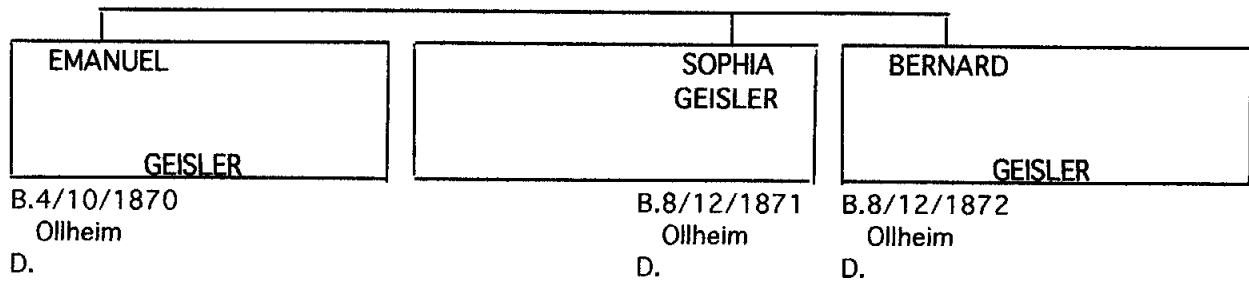 EMANUEL
GEISLER
B.4/10/1870
Ollheim
D.
SOPHIA
GEISLER
B.8/12/1871
Ollheim
D.
BERNARD
GEISLER
B.8/12/1872
Ollheim
D.